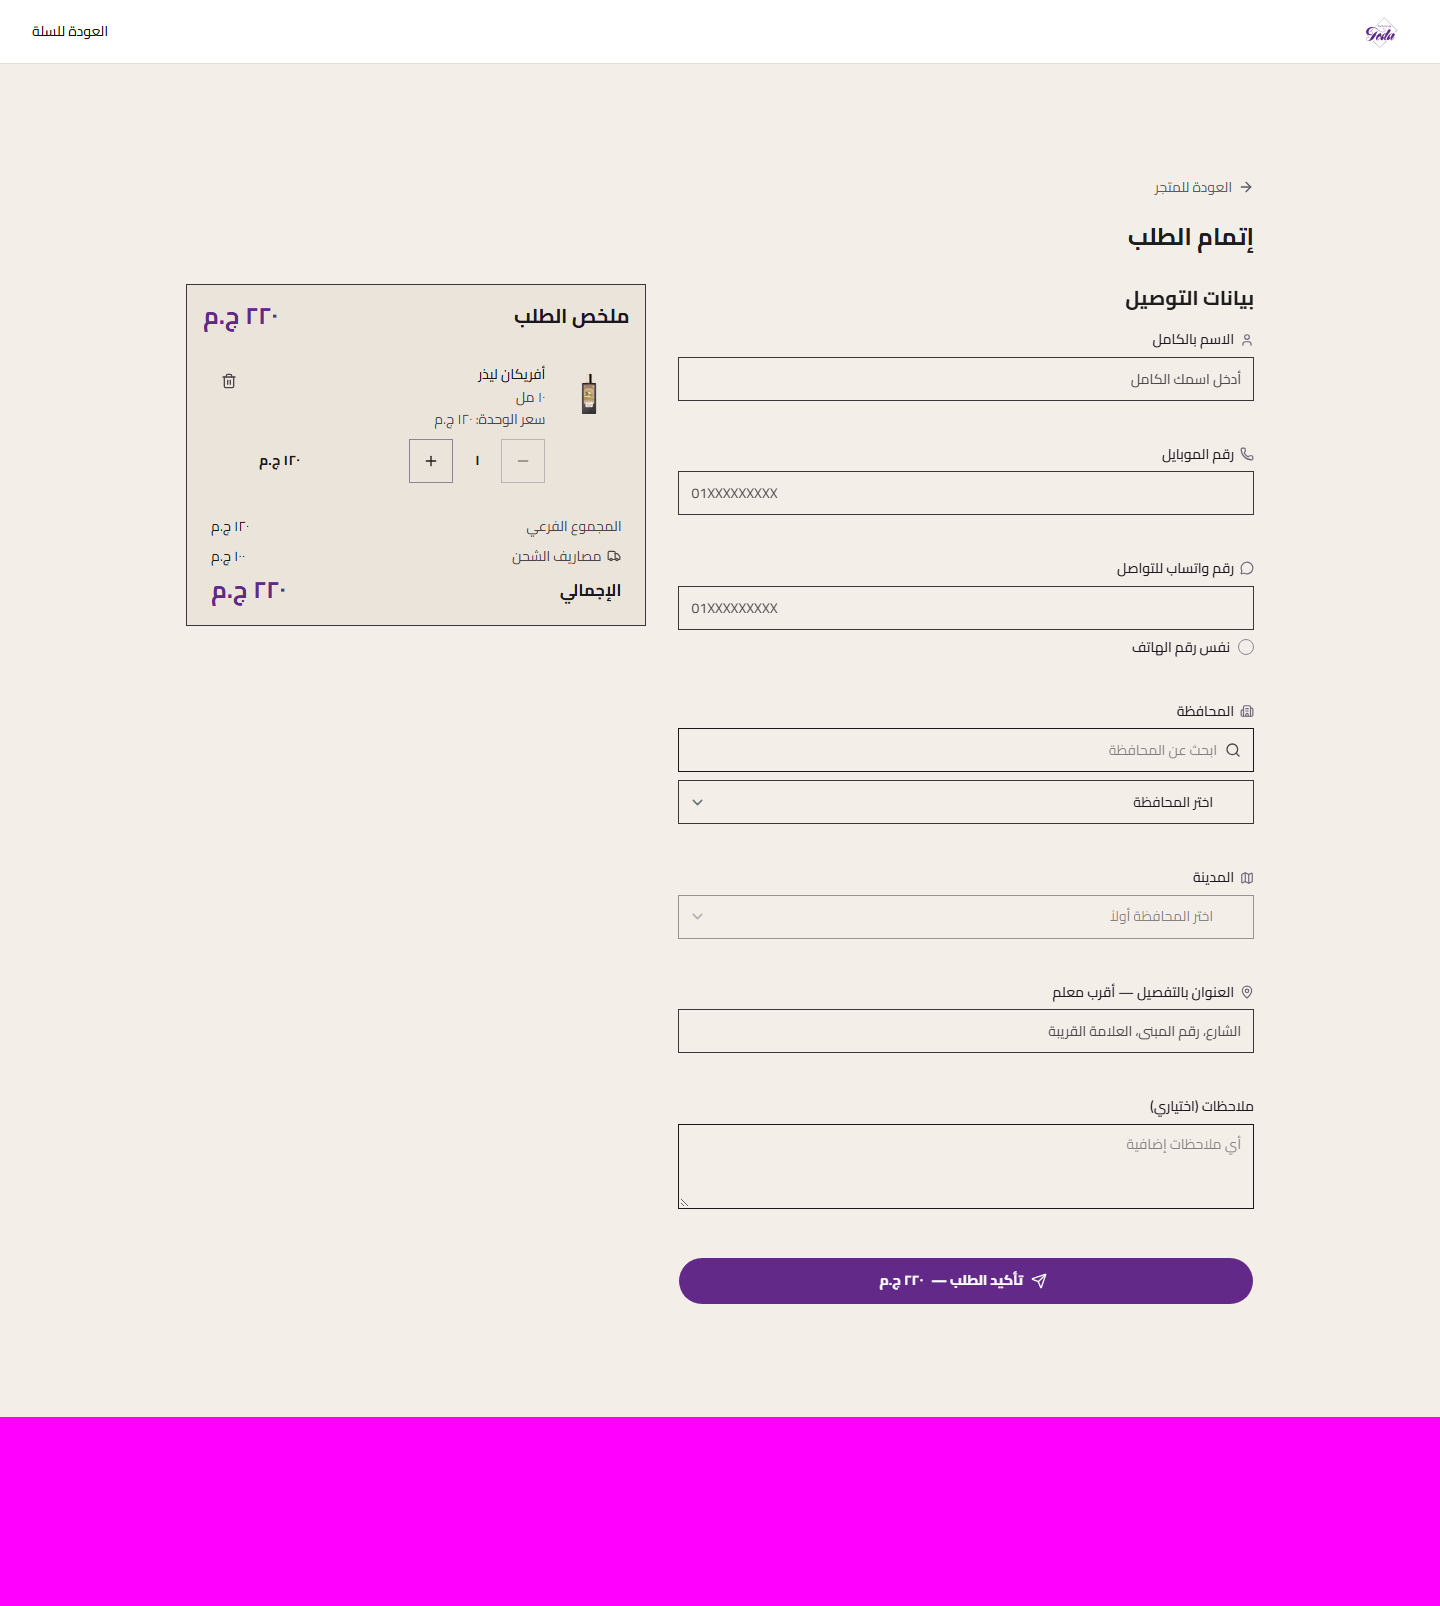 Goda
العودة للسلة
العودة للمتجر
إتمام الطلب
بيانات التوصيل
الاسم بالكامل
أدخل اسمك الكامل
رقم الموبايل
01XXXXXXXXX
رقم واتساب للتواصل
01XXXXXXXXX
نفس رقم الهاتف
المحافظة
ابحث عن المحافظة
اختر المحافظة
المدينة
اختر المحافظة أولاً
العنوان بالتفصيل — أقرب معلم
الشارع، رقم المبنى، العلامة القريبة
ملاحظات (اختياري)
أي ملاحظات إضافية
تأكيد الطلب — ٢٢٠ ج.م
ملخص الطلب ٢٢٠ ج.م
أفريكان ليذر
١٠ مل
سعر الوحدة: ١٢٠ ج.م
١ ١٢٠ ج.م
المجموع الفرعي ١٢٠ ج.م
مصاريف الشحن ١٠٠ ج.م
الإجمالي ٢٢٠ ج.م